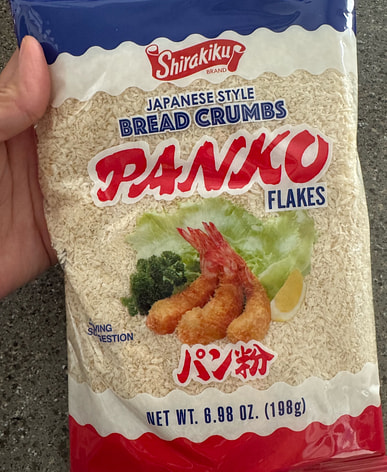 Shirakiku
BRAND
JAPANESE STYLE
BREAD CRUMBS
PANKO
FLAKES
パン粉
NET WT. 6.98 OZ. (198g)